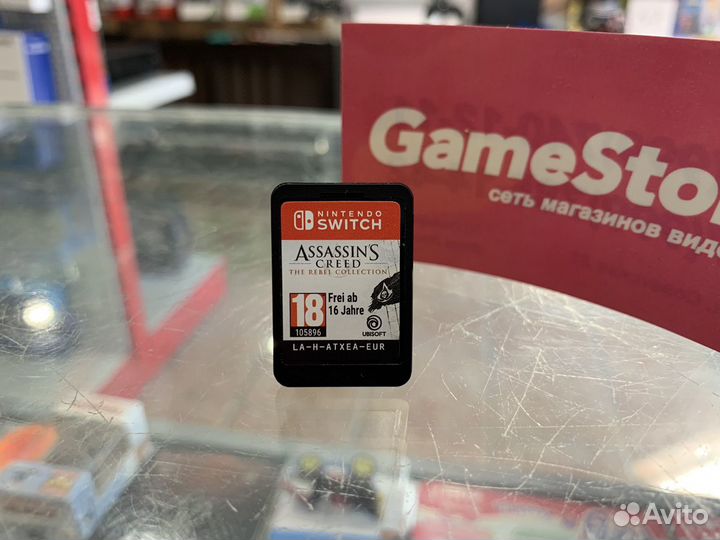 GameSto
сеть магазинов виде
NINTENDO
SWITCH
ASSASSIN'S
CREED
THE REBEL COLLECTION
18
105896
Frei ab
16 Jahre
UBISOFT
LA-H-ATXEA-EUR
Avito